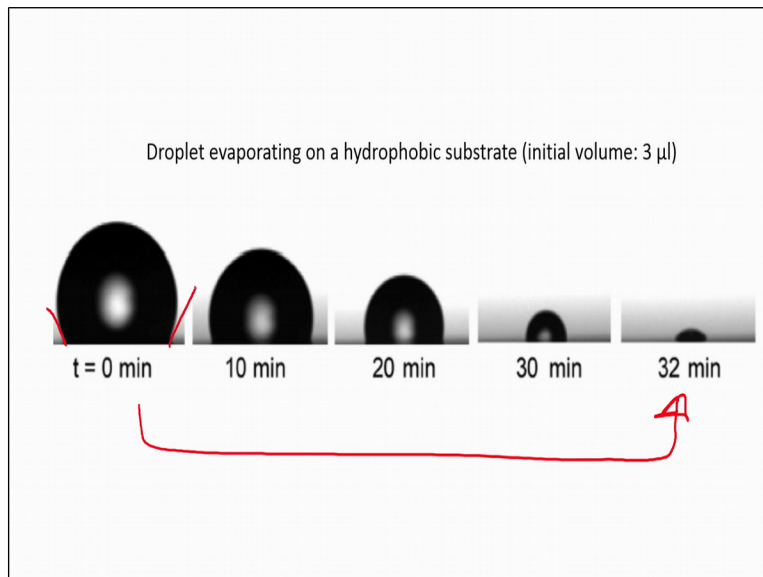 Droplet evaporating on a hydrophobic substrate (initial volume: 3 μl)
t = 0 min 10 min 20 min 30 min 32 min